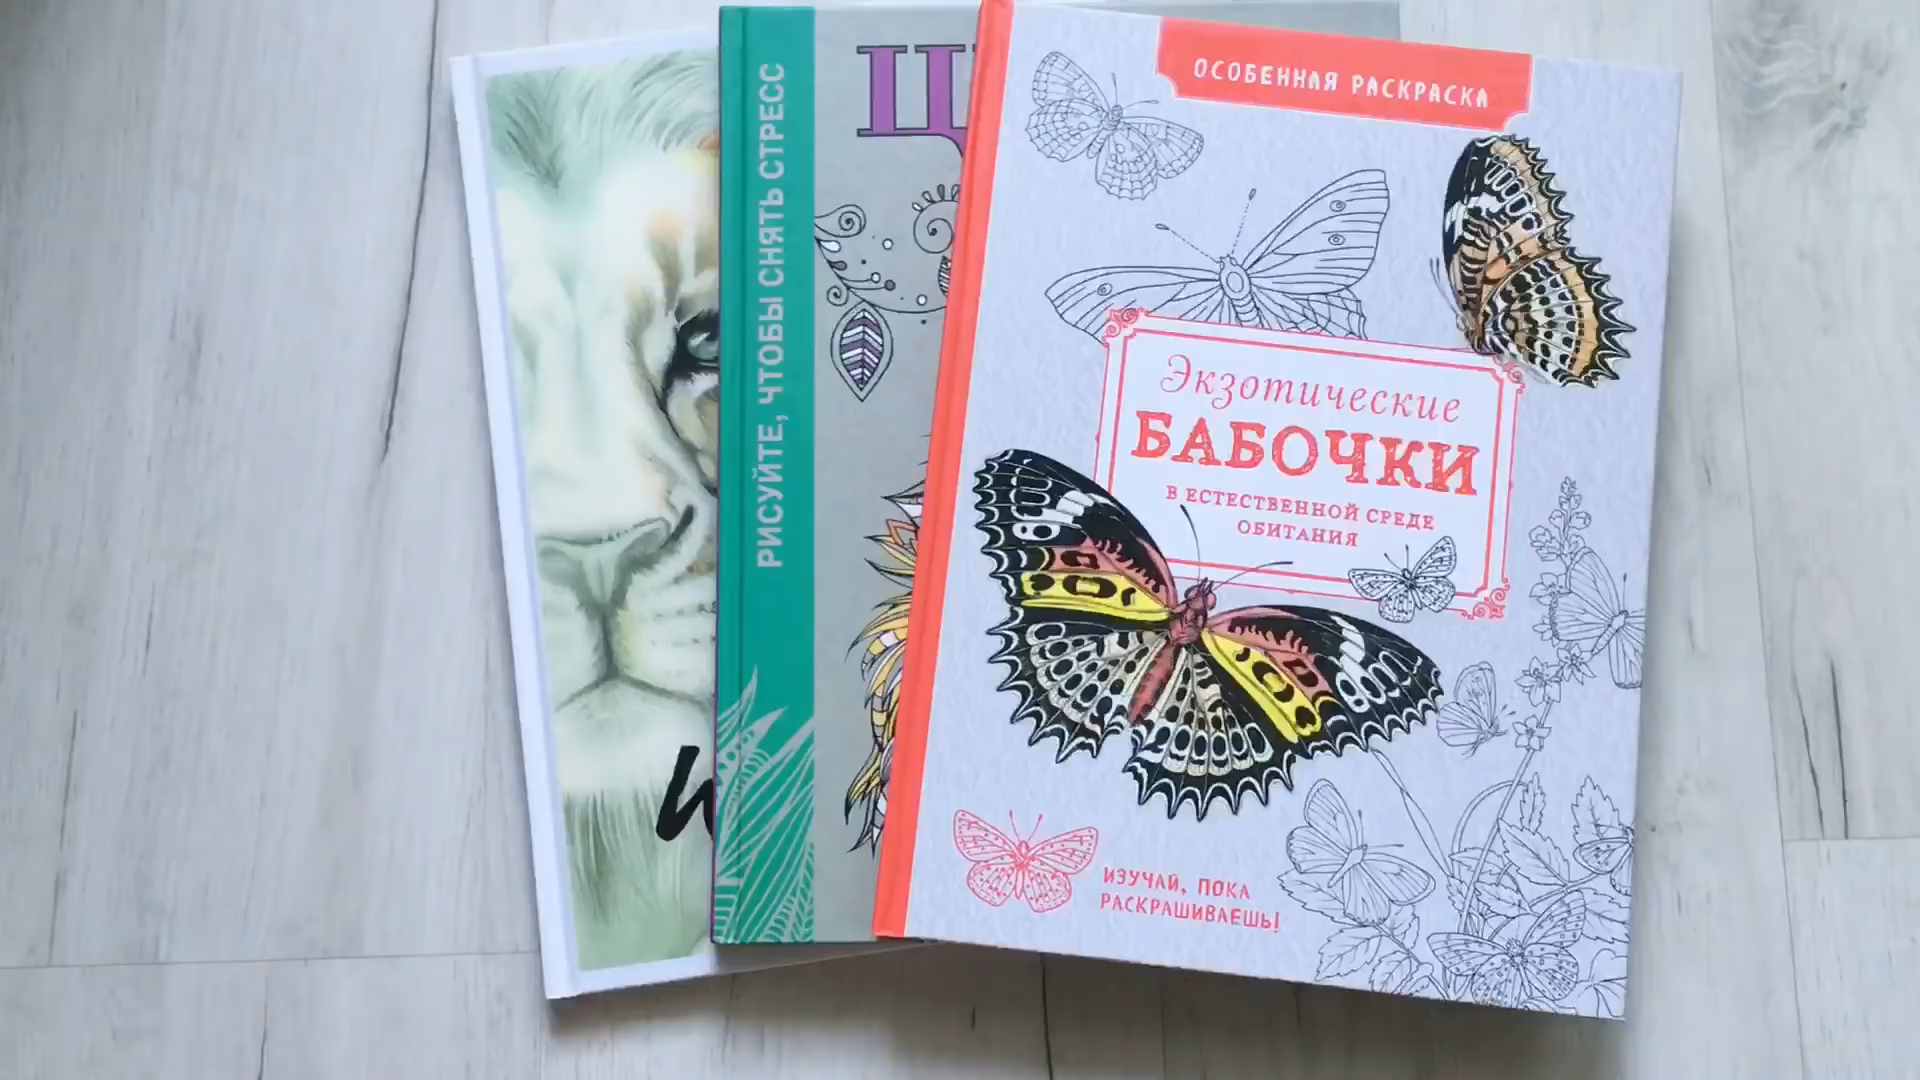 ОСОБЕННАЯ РАСКРАСКА
Экзотические
БАБОЧКИ
В ЕСТЕСТВЕННОЙ СРЕДЕ
ОБИТАНИЯ
ИЗУЧАЙ, ПОКА
РАСКРАШИВАЕШЬ!
РИСУЙТЕ, ЧТОБЫ СНЯТЬ СТРЕСС